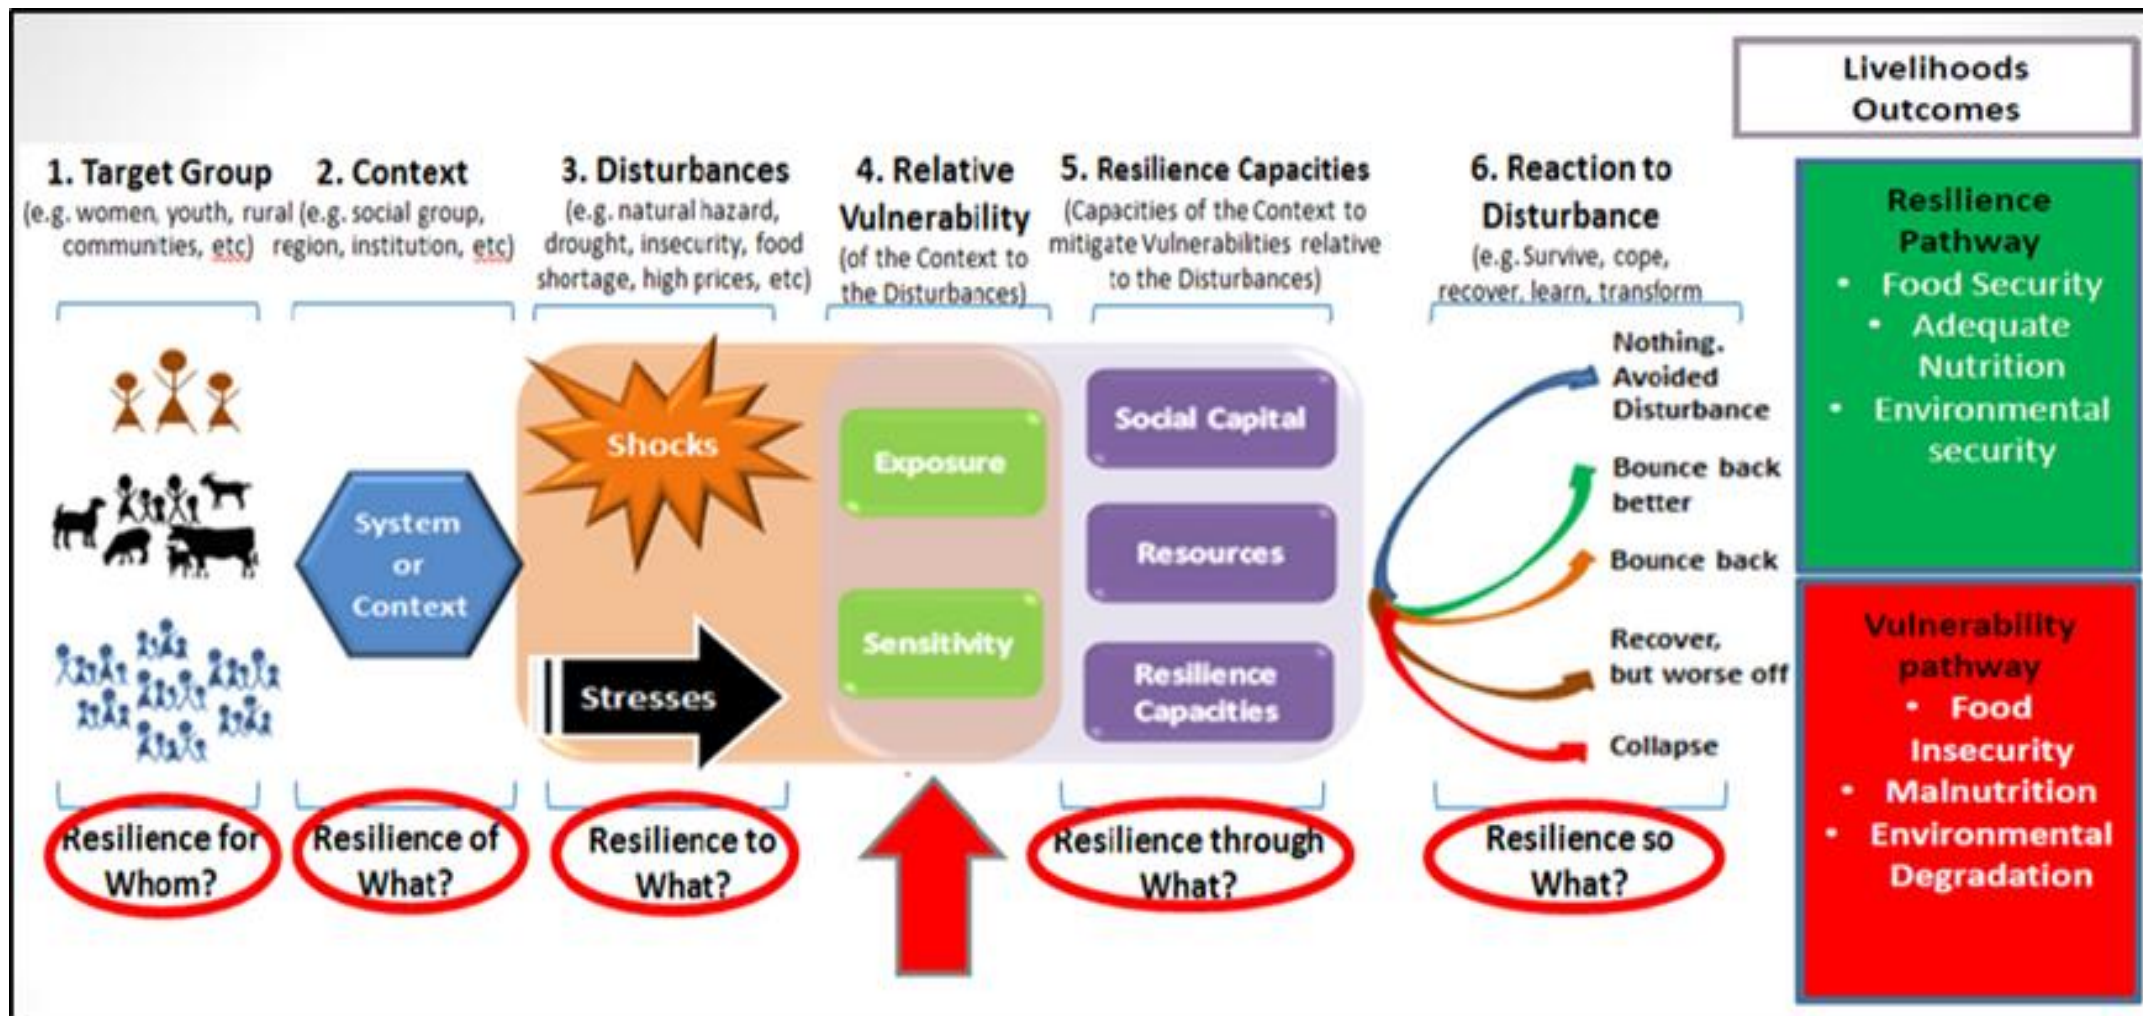 Livelihoods
Outcomes
1. Target Group
(e.g. women, youth, rural
communities, etc)
2. Context
(e.g. social group,
region, institution, etc)
3. Disturbances
(e.g. natural hazard,
drought, insecurity, food
shortage, high prices, etc)
4. Relative
Vulnerability
(of the Context to
the Disturbances)
5. Resilience Capacities
(Capacities of the Context to
mitigate Vulnerabilities relative
to the Disturbances)
6. Reaction to
Disturbance
(e.g. Survive, cope,
recover, learn, transform
System
or
Context
Shocks
Stresses
Exposure
Sensitivity
Social Capital
Resources
Resilience
Capacities
Nothing.
Avoided
Disturbance
Bounce back
better
Bounce back
Recover,
but worse off
Collapse
Resilience
Pathway
• Food Security
• Adequate
Nutrition
• Environmental
security
Vulnerability
pathway
• Food
Insecurity
• Malnutrition
• Environmental
Degradation
Resilience for
Whom?
Resilience of
What?
Resilience to
What?
Resilience through
What?
Resilience so
What?